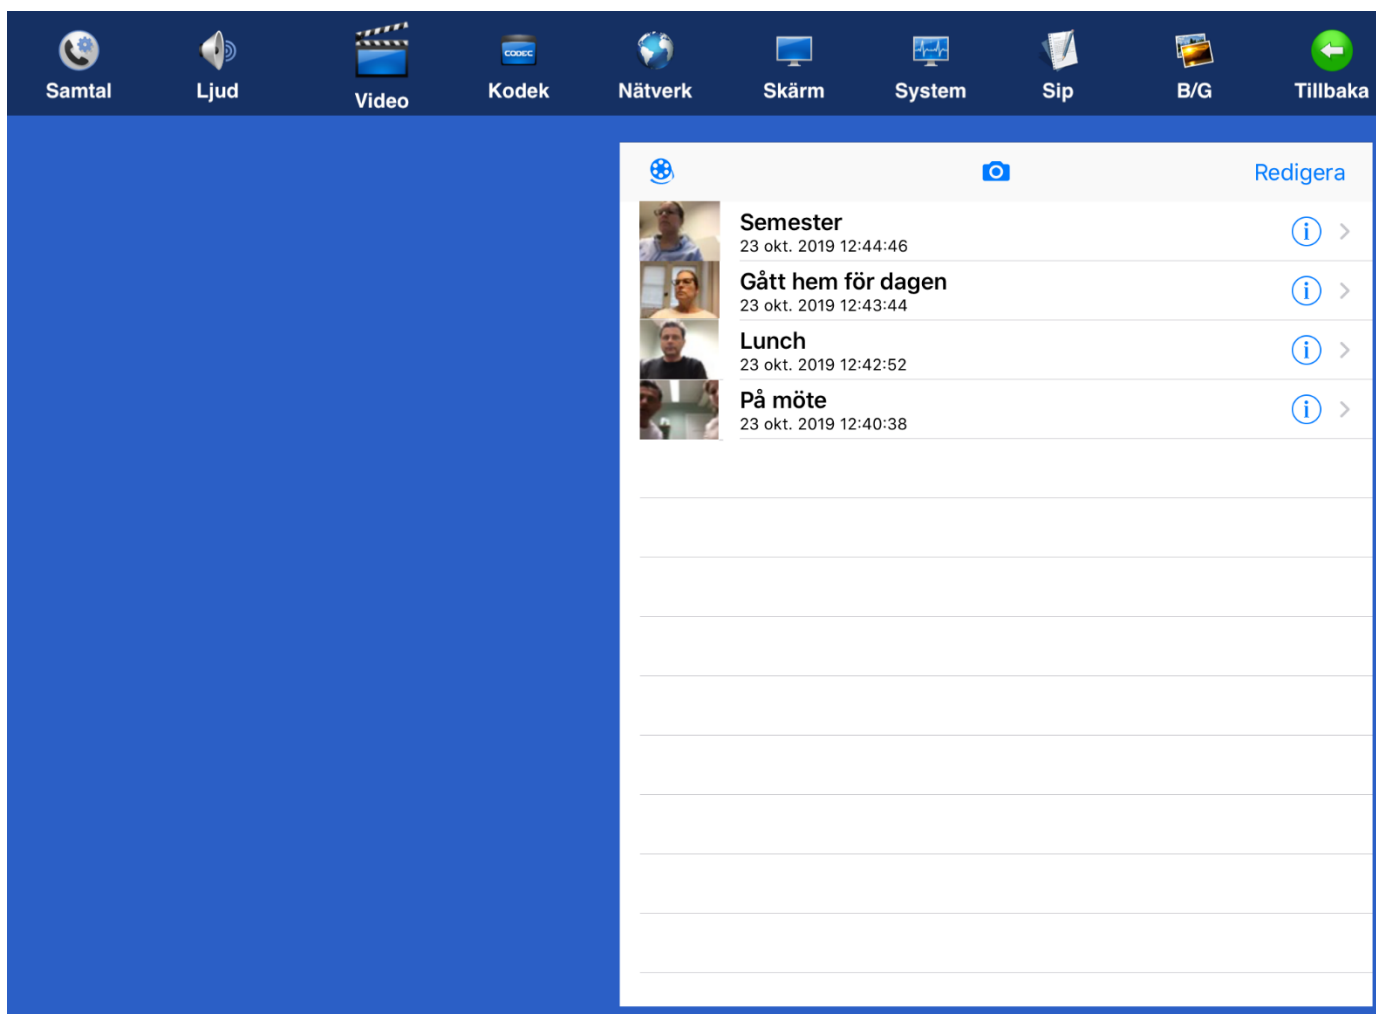 Samtal
Ljud
Video
CODEC
Kodek
Nätverk
Skärm
System
Sip
B/G
Tillbaka
Redigera
Semester
23 okt. 2019 12:44:46
Gått hem för dagen
23 okt. 2019 12:43:44
Lunch
23 okt. 2019 12:42:52
På möte
23 okt. 2019 12:40:38